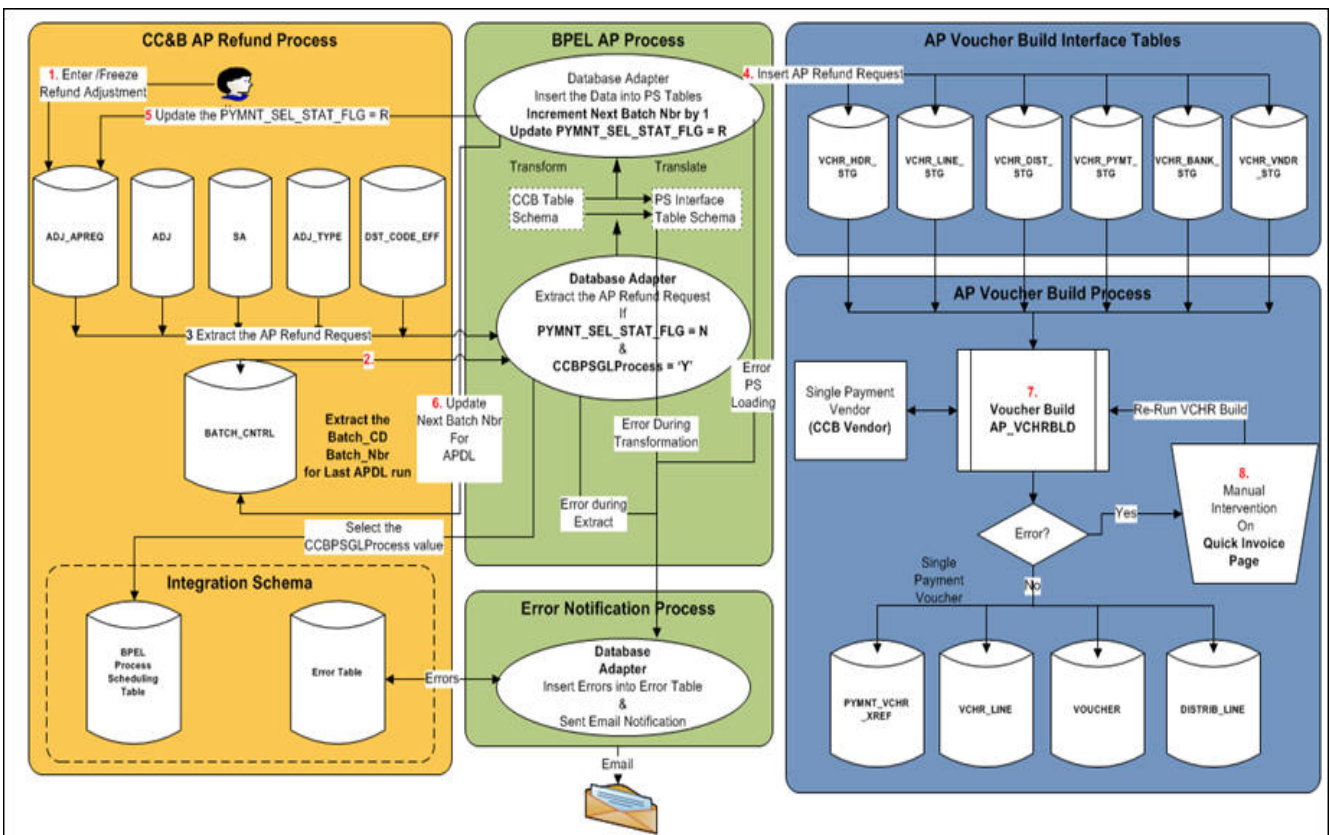 CC&B AP Refund Process
1. Enter /Freeze
Refund Adjustment
5 Update the PYMNT_SEL_STAT_FLG = R
ADJ_APREQ
ADJ
SA
ADJ_TYPE
DST_CODE_EFF
3 Extract the AP Refund Request
2.
BATCH_CNTRL
Extract the
Batch_CD
Batch_Nbr
for Last APDL run
6. Update
Next Batch Nbr
For
APDL
Select the
CCBPSGLProcess value
Integration Schema
BPEL
Process
Scheduling
Table
Error Table
Errors
BPEL AP Process
Database Adapter
Insert the Data into PS Tables
Increment Next Batch Nbr by 1
Update PYMNT_SEL_STAT_FLG = R
Transform
Translate
CCB Table
Schema
PS Interface
Table Schema
Database Adapter
Extract the AP Refund Request
If
PYMNT_SEL_STAT_FLG = N
&
CCBPSGLProcess = ‘Y’
Error
PS
Loading
Error During
Transformation
Error during
Extract
Error Notification Process
Database
Adapter
Insert Errors into Error Table
&
Sent Email Notification
Email
AP Voucher Build Interface Tables
4. Insert AP Refund Request
VCHR_HDR_
STG
VCHR_LINE_
STG
VCHR_DIST_
STG
VCHR_PYMT_
STG
VCHR_BANK_
STG
VCHR_VNDR
_STG
AP Voucher Build Process
Single Payment
Vendor
(CCB Vendor)
7.
Voucher Build
AP_VCHRBLD
Re-Run VCHR Build
8.
Manual
Intervention
On
Quick Invoice
Page
Error?
Yes
No
Single
Payment
Voucher
PYMNT_VCHR
_XREF
VCHR_LINE
VOUCHER
DISTRIB_LINE